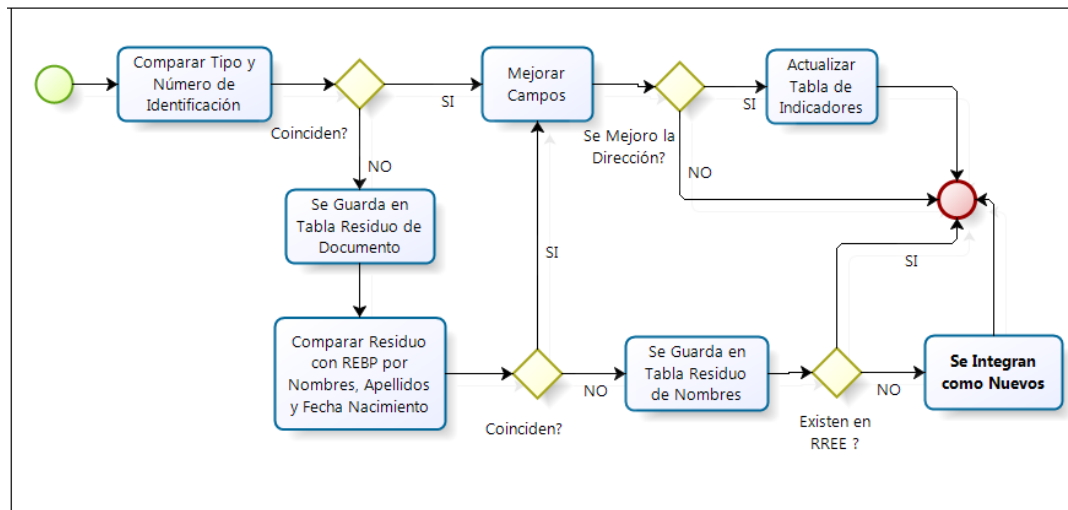 Comparar Tipo y
Número de
Identificación
Coinciden?
SI
NO
Mejorar
Campos
Se Mejoro la
Dirección?
SI
NO
Actualizar
Tabla de
Indicadores
Se Guarda en
Tabla Residuo de
Documento
Comparar Residuo
con REBP por
Nombres, Apellidos
y Fecha Nacimiento
Coinciden?
SI
NO
Se Guarda en
Tabla Residuo
de Nombres
Existen en
RREE ?
SI
NO
Se Integran
como Nuevos